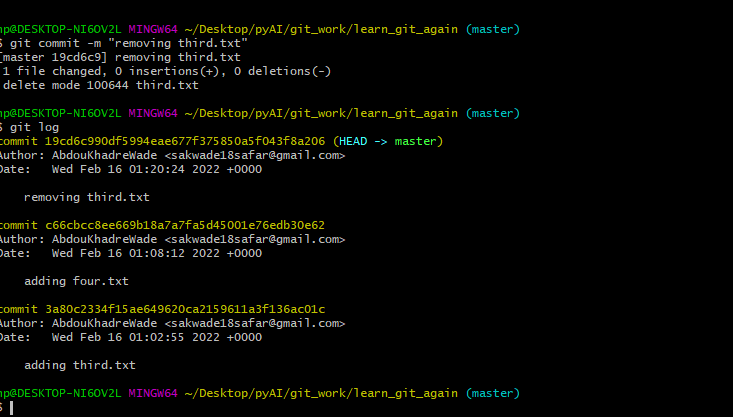 np@DESKTOP-NI6OV2L MINGW64 ~/Desktop/pyAI/git_work/learn_git_again (master)
$ git commit -m "removing third.txt"
[master 19cd6c9] removing third.txt
1 file changed, 0 insertions(+), 0 deletions(-)
delete mode 100644 third.txt
np@DESKTOP-NI6OV2L MINGW64 ~/Desktop/pyAI/git_work/learn_git_again (master)
$ git log
commit 19cd6c990df5994eae677f375850a5f043f8a206 (HEAD -> master)
Author: AbdouKhadreWade <sakwade18safar@gmail.com>
Date:   Wed Feb 16 01:20:24 2022 +0000
removing third.txt
commit c66cbcc8ee669b18a7a7fa5d45001e76edb30e62
Author: AbdouKhadreWade <sakwade18safar@gmail.com>
Date:   Wed Feb 16 01:08:12 2022 +0000
adding four.txt
commit 3a80c2334f15ae649620ca2159611a3f136ac01c
Author: AbdouKhadreWade <sakwade18safar@gmail.com>
Date:   Wed Feb 16 01:02:55 2022 +0000
adding third.txt
np@DESKTOP-NI6OV2L MINGW64 ~/Desktop/pyAI/git_work/learn_git_again (master)
$